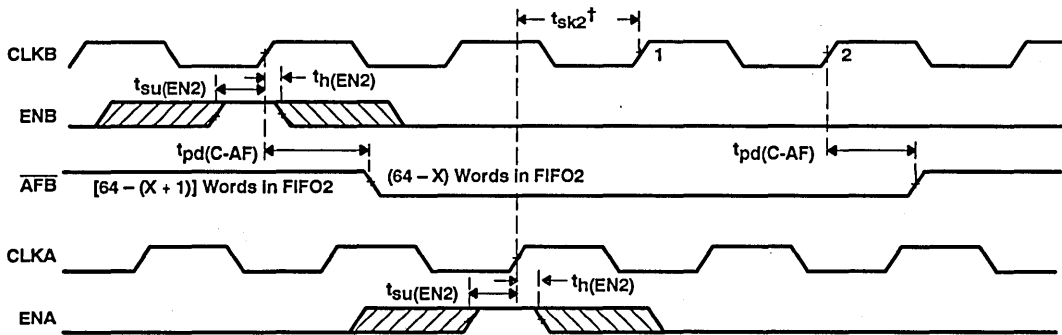 tsk2†
CLKB
1
2
tsu(EN2)
th(EN2)
ENB
tpd(C-AF)
tpd(C-AF)
AFB
[64 – (X + 1)] Words in FIFO2
(64 – X) Words in FIFO2
CLKA
tsu(EN2)
th(EN2)
ENA